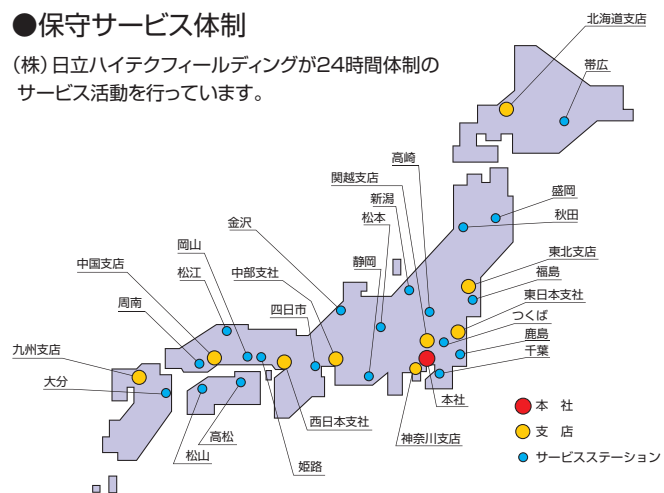 ●保守サービス体制
（株）日立ハイテクフィールディングが24時間体制の
サービス活動を行っています。
北海道支店
帯広
高崎
関越支店
新潟
松本
金沢
静岡
盛岡
秋田
岡山
中国支店
松江
中部支社
四日市
周南
東北支店
福島
東日本支社
つくば
鹿島
千葉
九州支店
大分
本社
西日本支社
神奈川支店
高松
松山
姫路
本 社
支 店
サービスステーション